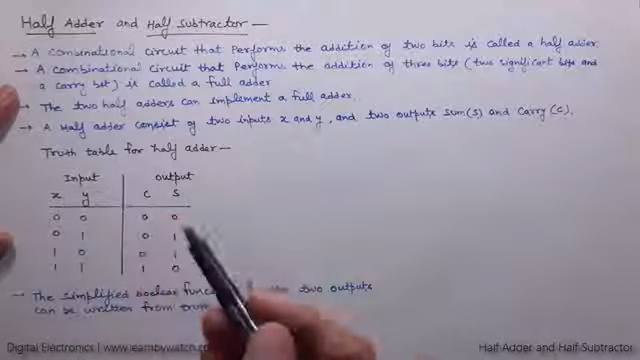 Half Adder and Half Subtractor —
→ A combinational circuit that performs the addition of two bits is called a half adder.
→ A combinational circuit that performs the addition of three bits (two significant bits and
a carry bit) is called a full adder
→ The two half adders can implement a full adder.
→ A Half adder consist of two inputs x and y, and two outputs sum(s) and carry(c).
Truth table for half adder —
Input output
x y C S
0 0 0 0
0 1 0 1
1 0 0 1
1 1 1 0
→ The simplified boolean func two outputs
can be written from
Digital Electronics | www.learnbywatch.co Half Adder and Half Subtractor